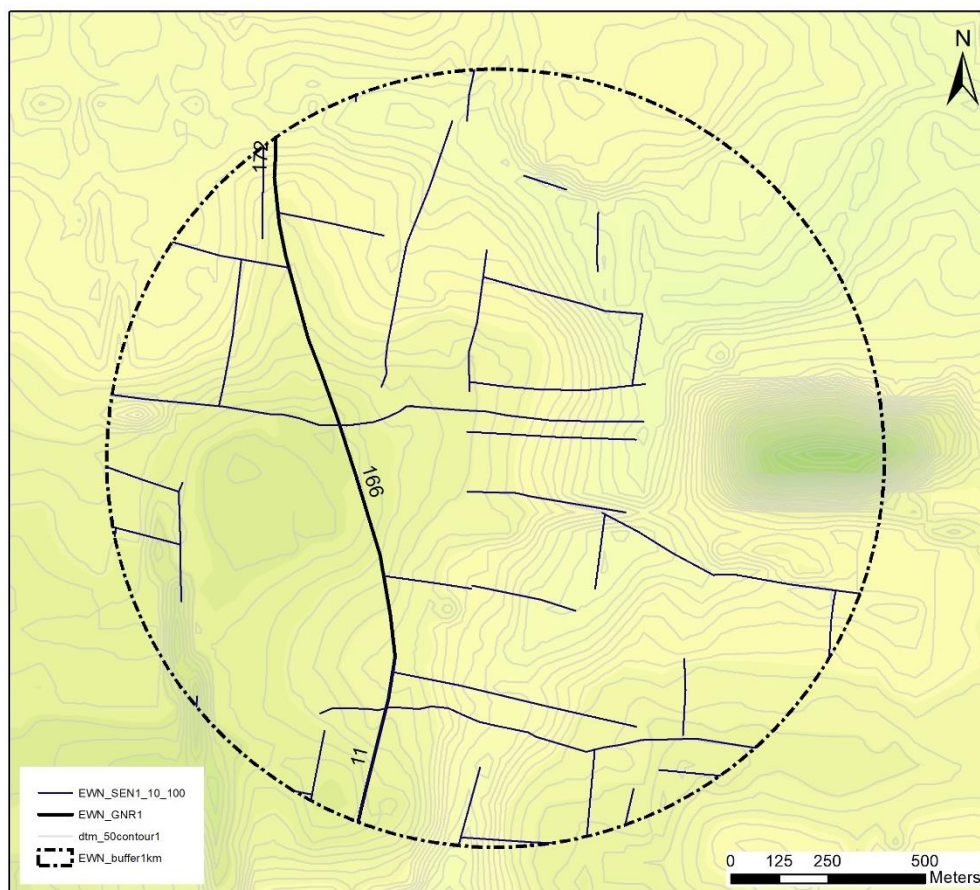 N
172
166
11
EWN_SEN1_10_100
EWN_GNR1
dtm_50contour1
EWN_buffer1km
0 125 250 500
Meters